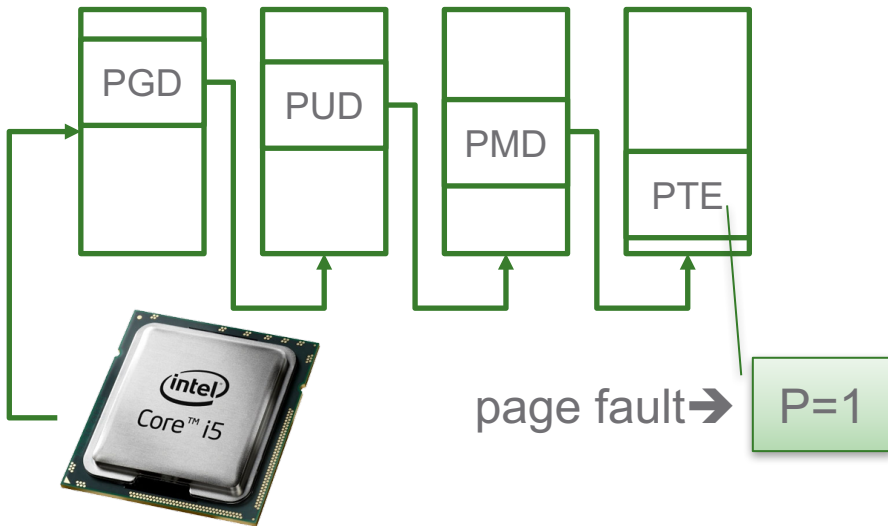 PGD
PUD
PMD
PTE
intel
Core™ i5
page fault➔
P=1